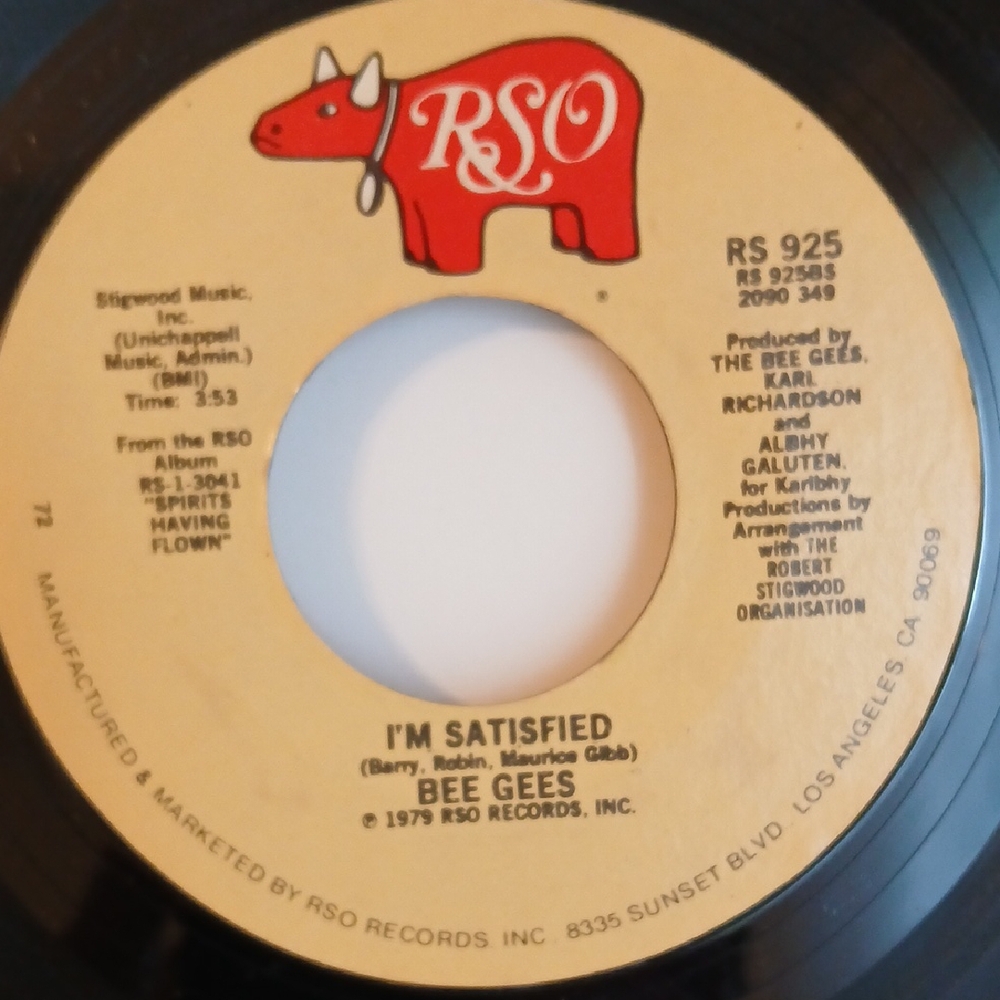 RSO
RS 925
RS 925BS
2090 349
Stigwood Music,
Inc.
(Unichappell
Music, Admin.)
(BMI)
Time: 3:53
From the RSO
Album
RS-1-3041
"SPIRITS
HAVING
FLOWN"
Produced by
THE BEE GEES,
KARL
RICHARDSON
and
ALBHY
GALUTEN,
for Karlbhy
Productions by
Arrangement
with THE
ROBERT
STIGWOOD
ORGANISATION
72
I'M SATISFIED
(Barry, Robin, Maurice Gibb)
BEE GEES
℗ 1979 RSO RECORDS, INC.
MANUFACTURED & MARKETED BY RSO RECORDS, INC. 8335 SUNSET BLVD. LOS ANGELES CA 90069